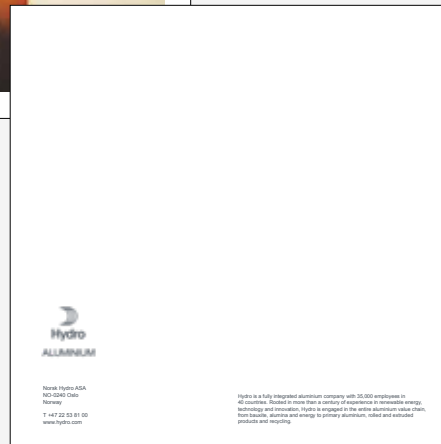 Hydro
ALUMINIUM
Norsk Hydro ASA
NO-0240 Oslo
Norway
T +47 22 53 81 00
www.hydro.com
Hydro is a fully integrated aluminium company with 35,000 employees in
40 countries. Rooted in more than a century of experience in renewable energy,
technology and innovation, Hydro is engaged in the entire aluminium value chain,
from bauxite, alumina and energy to primary aluminium, rolled and extruded
products and recycling.